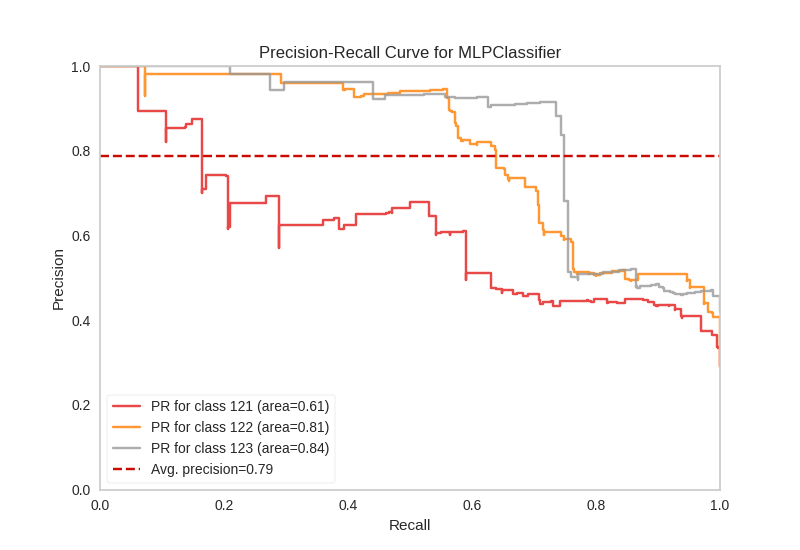 Precision-Recall Curve for MLPClassifier
1.0
0.8
0.6
0.4
0.2
0.0
Precision
PR for class 121 (area=0.61)
PR for class 122 (area=0.81)
PR for class 123 (area=0.84)
Avg. precision=0.79
0.0 0.2 0.4 0.6 0.8 1.0
Recall